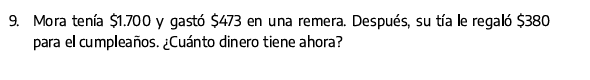 9. Mora tenía $1.700 y gastó $473 en una remera. Después, su tía le regaló $380
para el cumpleaños. ¿Cuánto dinero tiene ahora?